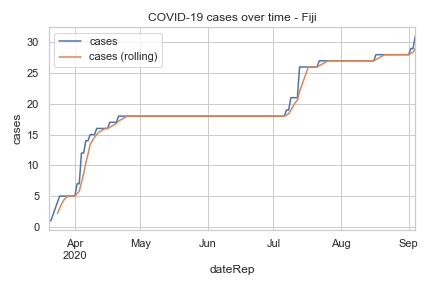 COVID-19 cases over time - Fiji
cases
cases (rolling)
30
25
20
15
10
5
0
cases
Apr
2020
May
Jun
Jul
Aug
Sep
dateRep